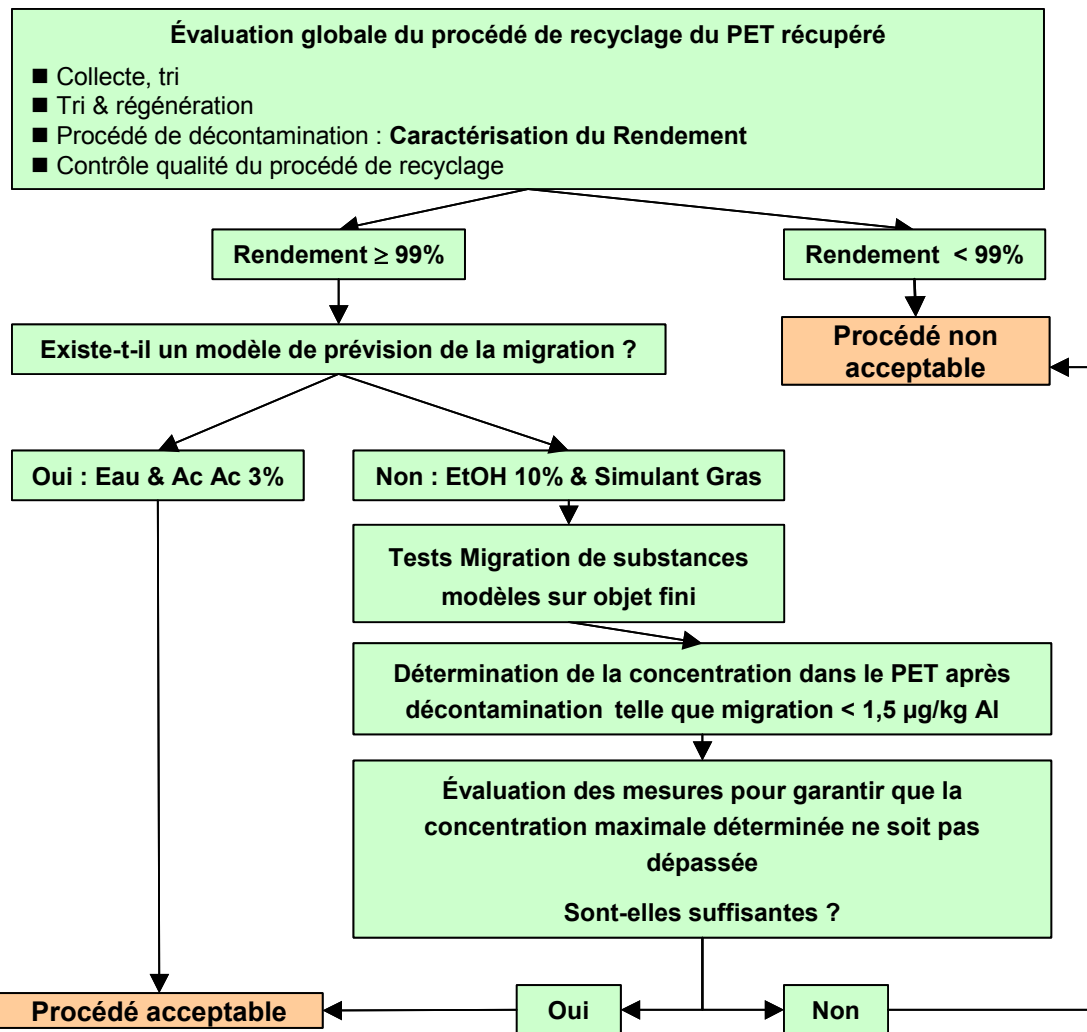 Évaluation globale du procédé de recyclage du PET récupéré
■ Collecte, tri
■ Tri & régénération
■ Procédé de décontamination : Caractérisation du Rendement
■ Contrôle qualité du procédé de recyclage
Rendement ≥ 99%
Rendement < 99%
Existe-t-il un modèle de prévision de la migration ?
Procédé non
acceptable
Oui : Eau & Ac Ac 3%
Non : EtOH 10% & Simulant Gras
Tests Migration de substances
modèles sur objet fini
Détermination de la concentration dans le PET après
décontamination telle que migration < 1,5 µg/kg Al
Évaluation des mesures pour garantir que la
concentration maximale déterminée ne soit pas
dépassée
Sont-elles suffisantes ?
Procédé acceptable
Oui
Non